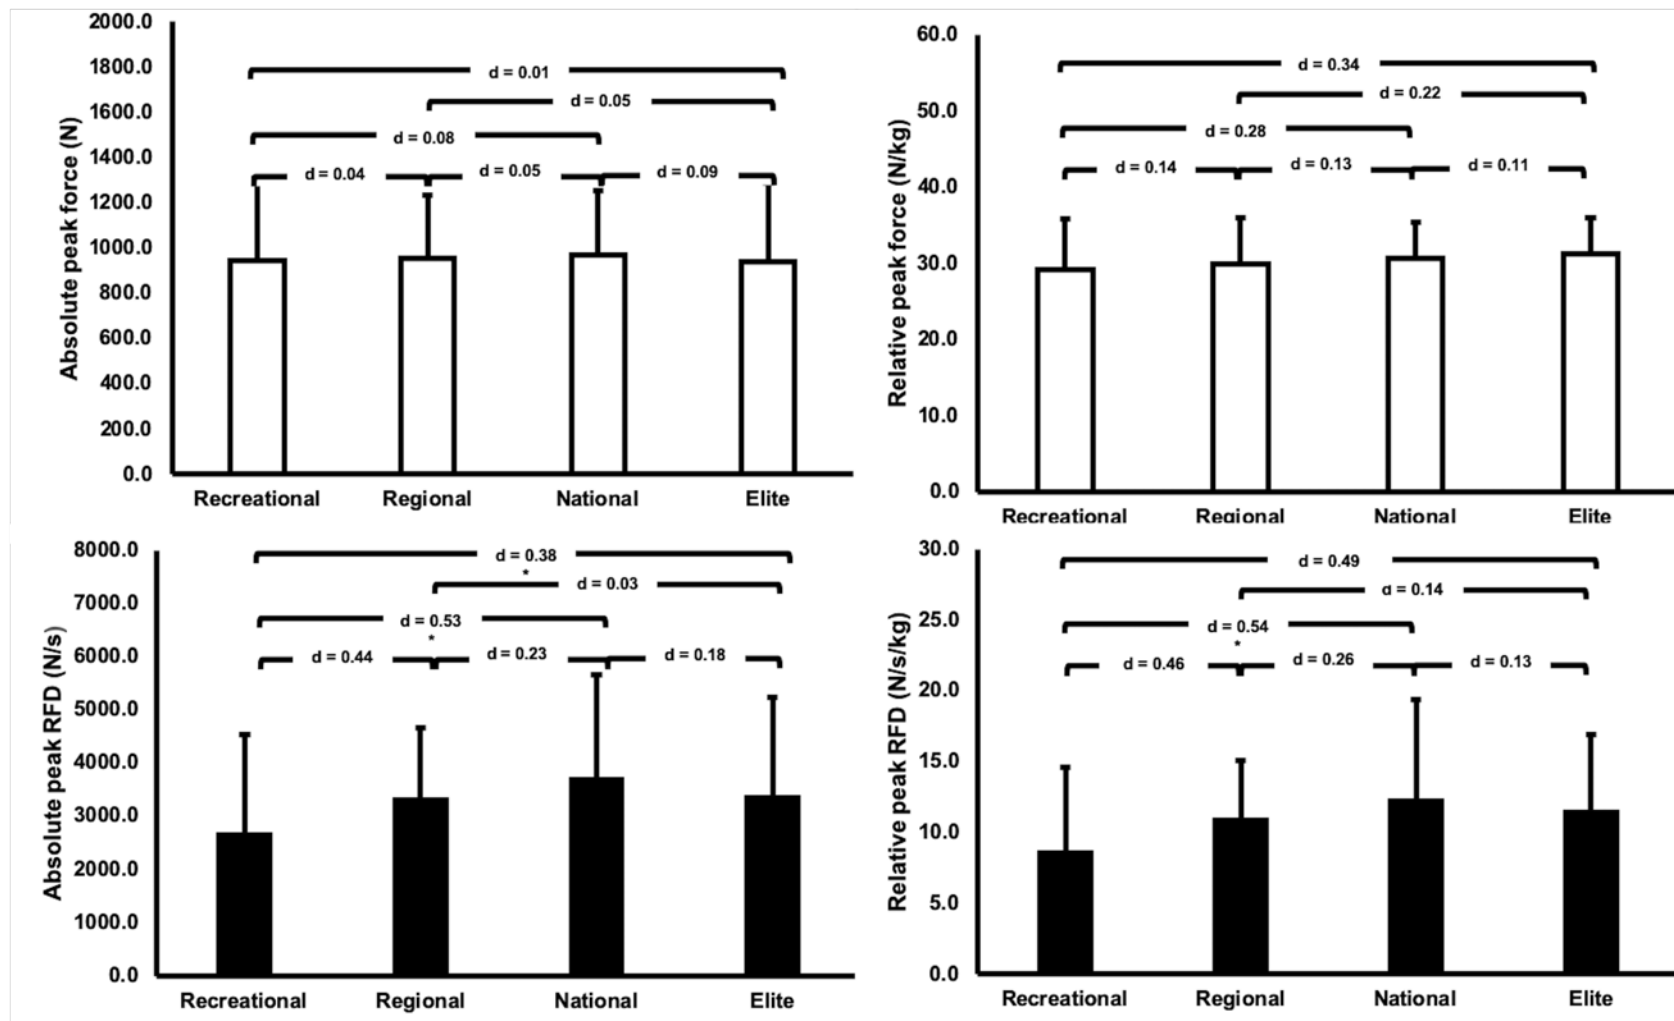 Absolute peak force (N)
2000.0
1800.0
1600.0
1400.0
1200.0
1000.0
800.0
600.0
400.0
200.0
0.0
d = 0.01
d = 0.05
d = 0.08
d = 0.04
d = 0.05
d = 0.09
Recreational Regional National Elite
Relative peak force (N/kg)
60.0
50.0
40.0
30.0
20.0
10.0
0.0
d = 0.34
d = 0.22
d = 0.28
d = 0.14
d = 0.13
d = 0.11
Recreational Regional National Elite
Absolute peak RFD (N/s)
8000.0
7000.0
6000.0
5000.0
4000.0
3000.0
2000.0
1000.0
0.0
d = 0.38
*
d = 0.03
d = 0.53
*
d = 0.44
d = 0.23
d = 0.18
Recreational Regional National Elite
Relative peak RFD (N/s/kg)
30.0
25.0
20.0
15.0
10.0
5.0
0.0
d = 0.49
d = 0.14
d = 0.54
*
d = 0.46
d = 0.26
d = 0.13
Recreational Regional National Elite